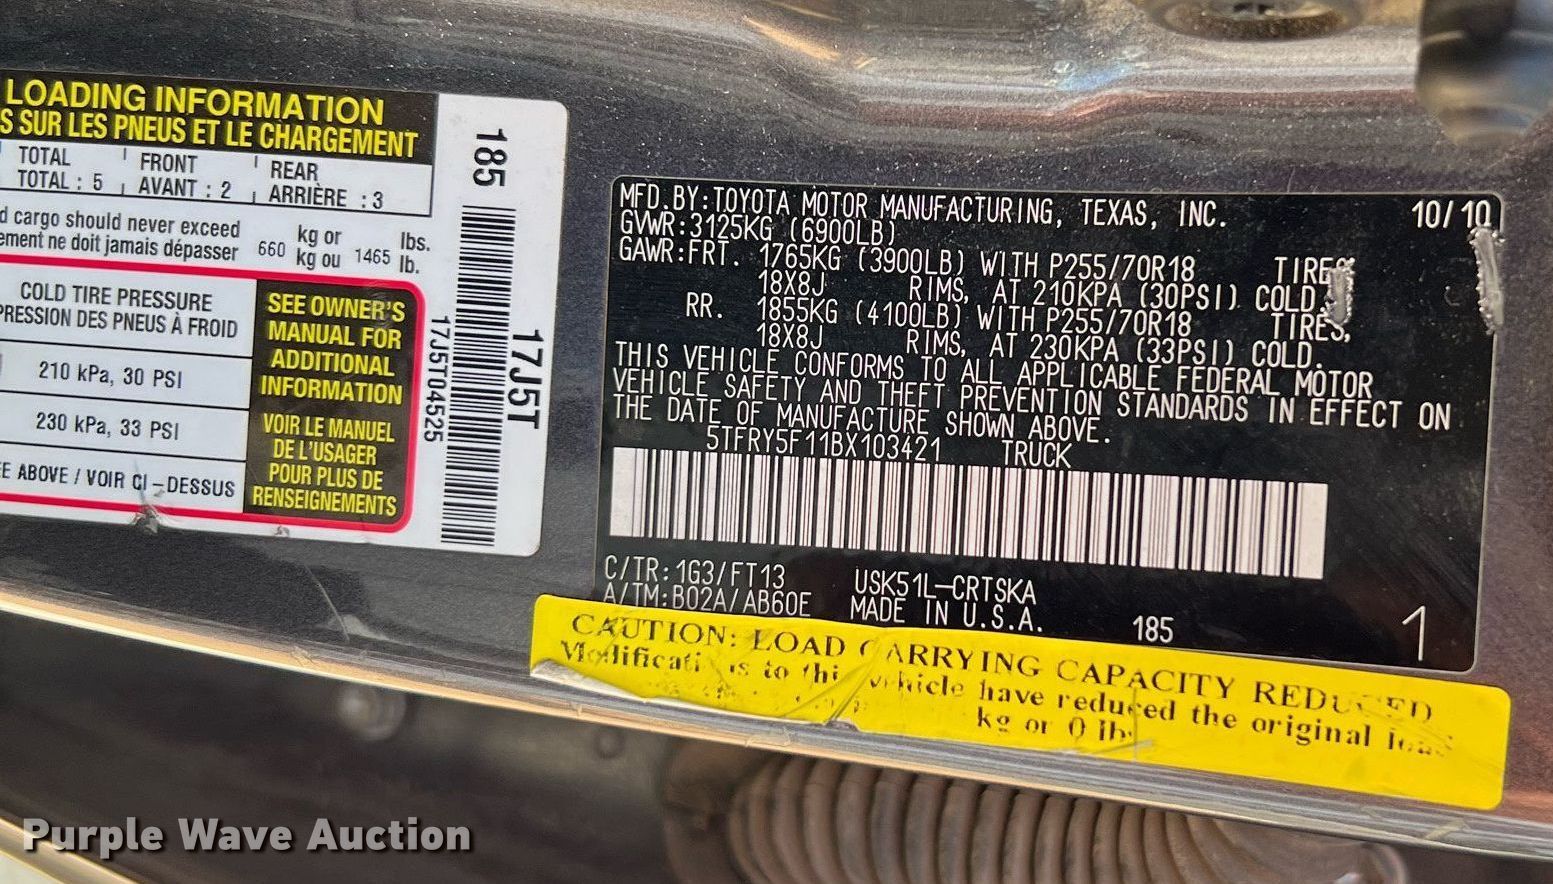 LOADING INFORMATION
S SUR LES PNEUS ET LE CHARGEMENT
TOTAL FRONT REAR
TOTAL : 5 AVANT : 2 ARRIÈRE : 3
d cargo should never exceed
ement ne doit jamais dépasser
660 kg or
kg ou 1465 lbs.
lb.
COLD TIRE PRESSURE
PRESSION DES PNEUS À FROID
210 kPa, 30 PSI
230 kPa, 33 PSI
E ABOVE / VOIR CI-DESSUS
SEE OWNER'S
MANUAL FOR
ADDITIONAL
INFORMATION
VOIR LE MANUEL
DE L'USAGER
POUR PLUS DE
RENSEIGNEMENTS
185
17J5T04525
17J5T
MFD.BY:TOYOTA MOTOR MANUFACTURING, TEXAS, INC. 10/10
GVWR:3125KG (6900LB)
GAWR:FRT. 1765KG (3900LB) WITH P255/70R18 TIRES
18X8J RIMS, AT 210KPA (30PSI) COLD,
RR. 1855KG (4100LB) WITH P255/70R18 TIRES,
18X8J RIMS, AT 230KPA (33PSI) COLD.
THIS VEHICLE CONFORMS TO ALL APPLICABLE FEDERAL MOTOR
VEHICLE SAFETY AND THEFT PREVENTION STANDARDS IN EFFECT ON
THE DATE OF MANUFACTURE SHOWN ABOVE.
5TFRY5F11BX103421 TRUCK
C/TR:1G3/FT13 USK51L-CRTSKA
A/TM:B02A/AB60E MADE IN U.S.A. 185 1
CAUTION: LOAD CARRYING CAPACITY REDUCED
Modifications to this vehicle have reduced the original load
kg or 0 lbs
Purple Wave Auction